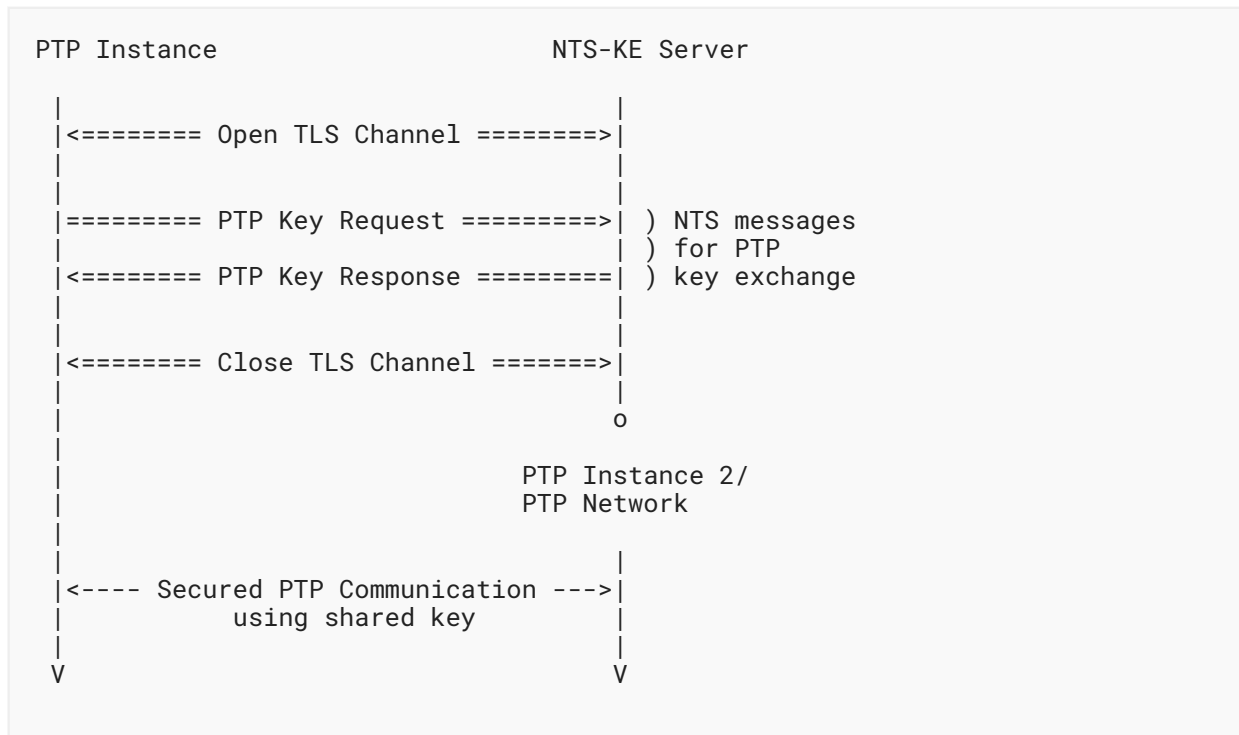 PTP Instance                      NTS-KE Server

 |                                     |
 |<======== Open TLS Channel ========>|
 |                                     |
 |                                     |
 |========= PTP Key Request =========>| ) NTS messages
 |                                     | ) for PTP
 |<======== PTP Key Response =========| ) key exchange
 |                                     |
 |                                     |
 |<======== Close TLS Channel =======>|
 |                                     |
 |                                     o
 |
 |                               PTP Instance 2/
 |                               PTP Network
 |
 |                                     |
 |<---- Secured PTP Communication --->|
 |           using shared key          |
 |                                     |
 V                                     V